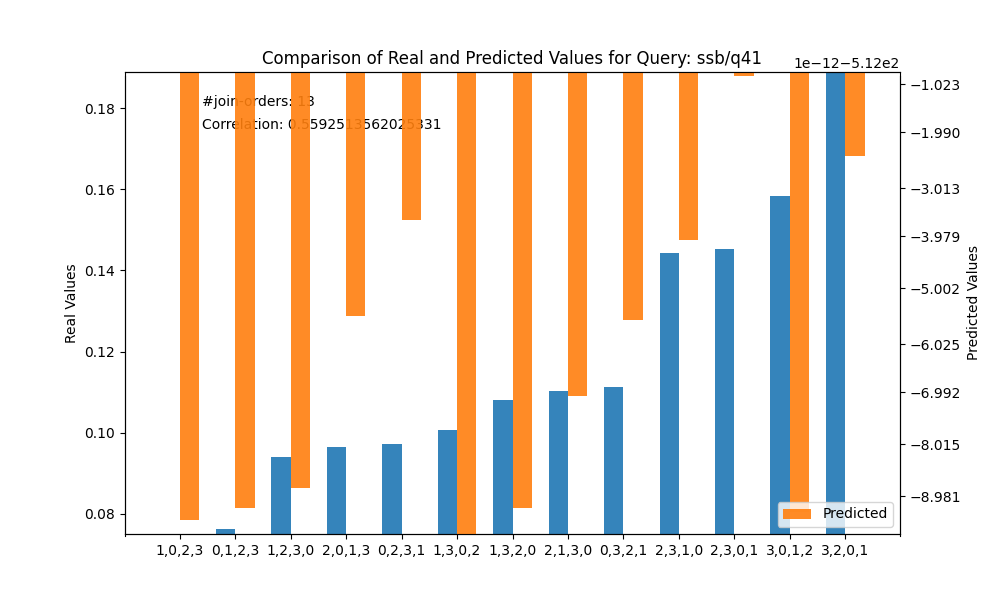 Comparison of Real and Predicted Values for Query: ssb/q41
1e−12−5.12e2
#join-orders: 13
Correlation: 0.5592513562025331
0.18
0.16
0.14
0.12
0.10
0.08
Real Values
−1.023
−1.990
−3.013
−3.979
−5.002
−6.025
−6.992
−8.015
−8.981
Predicted Values
Predicted
1,0,2,3 0,1,2,3 1,2,3,0 2,0,1,3 0,2,3,1 1,3,0,2 1,3,2,0 2,1,3,0 0,3,2,1 2,3,1,0 2,3,0,1 3,0,1,2 3,2,0,1